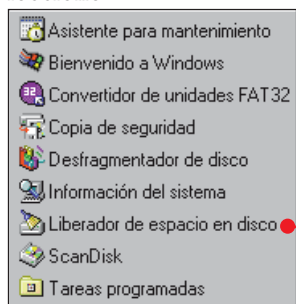 Asistente para mantenimiento
Bienvenido a Windows
Convertidor de unidades FAT32
Copia de seguridad
Desfragmentador de disco
Información del sistema
Liberador de espacio en disco
ScanDisk
Tareas programadas